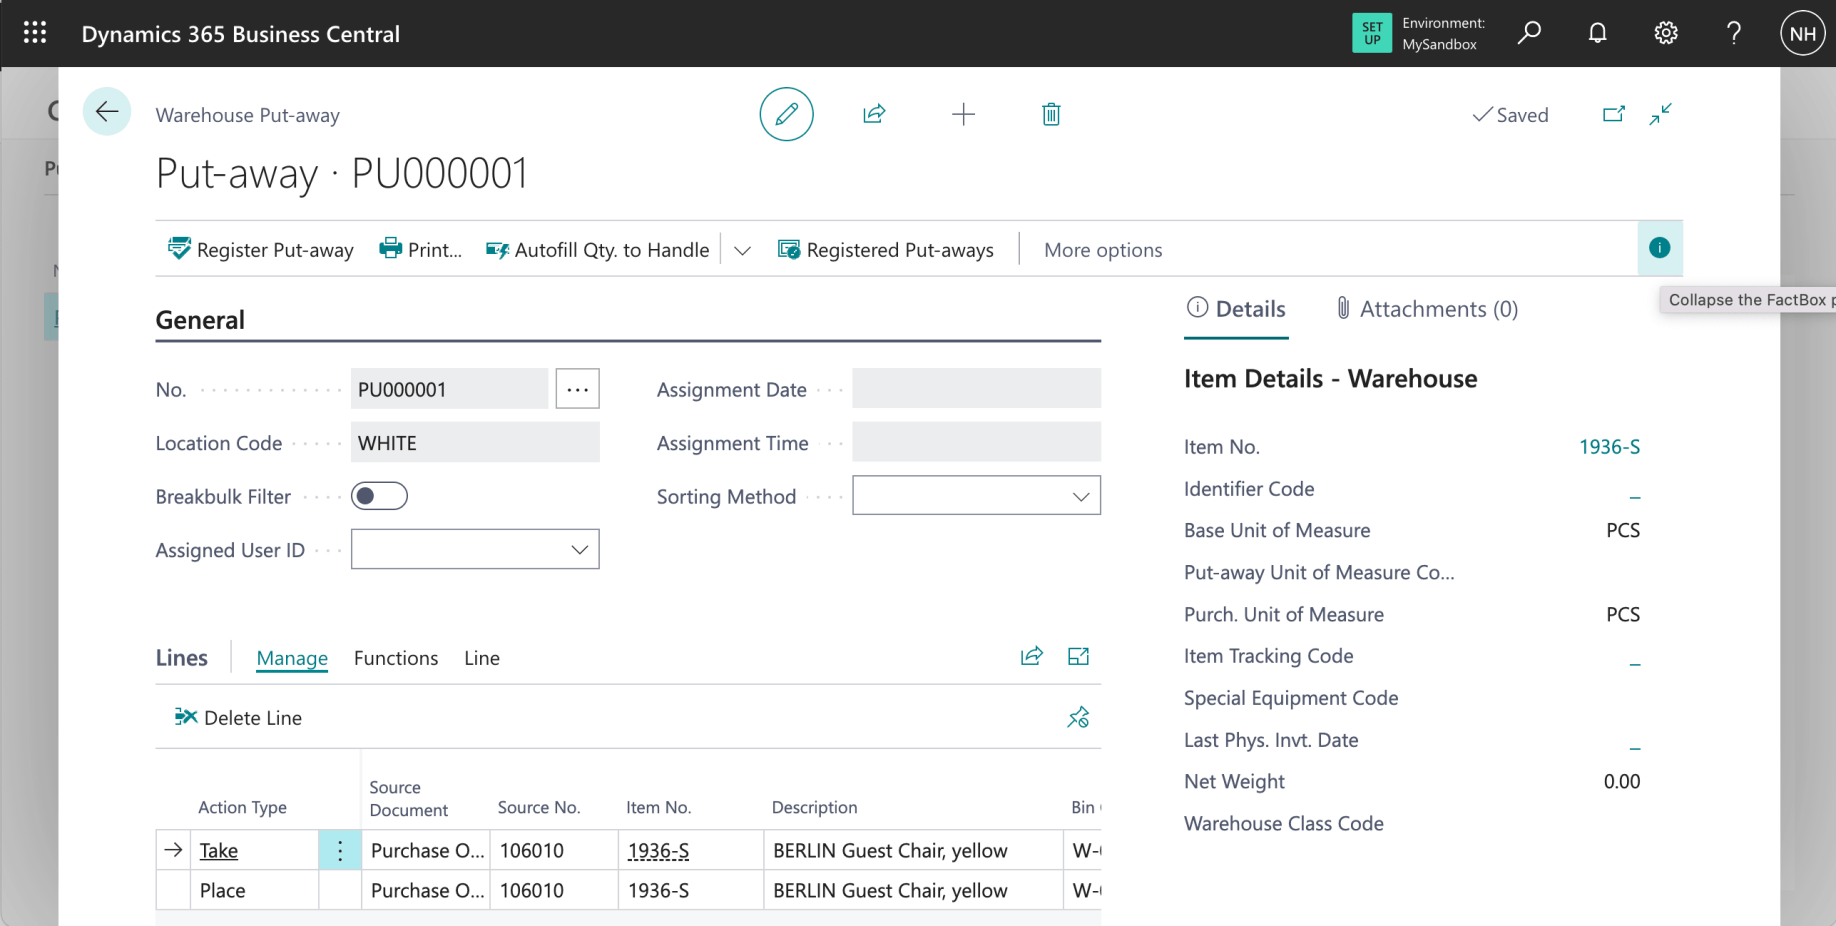 Dynamics 365 Business Central
SET
UP
Environment:
MySandbox
NH
Warehouse Put-away
Saved
Put-away · PU000001
Register Put-away
Print...
Autofill Qty. to Handle
Registered Put-aways
More options
Collapse the FactBox p
General
No.
PU000001
Location Code
WHITE
Breakbulk Filter
Assigned User ID
Assignment Date
Assignment Time
Sorting Method
Details
Attachments (0)
Item Details - Warehouse
Item No.
1936-S
Identifier Code
_
Base Unit of Measure
PCS
Put-away Unit of Measure Co...
Purch. Unit of Measure
PCS
Item Tracking Code
_
Special Equipment Code
Last Phys. Invt. Date
_
Net Weight
0.00
Warehouse Class Code
Lines
Manage
Functions
Line
Delete Line
Action Type
Source
Document
Source No.
Item No.
Description
Bin
Take
Purchase O...
106010
1936-S
BERLIN Guest Chair, yellow
W-
Place
Purchase O...
106010
1936-S
BERLIN Guest Chair, yellow
W-